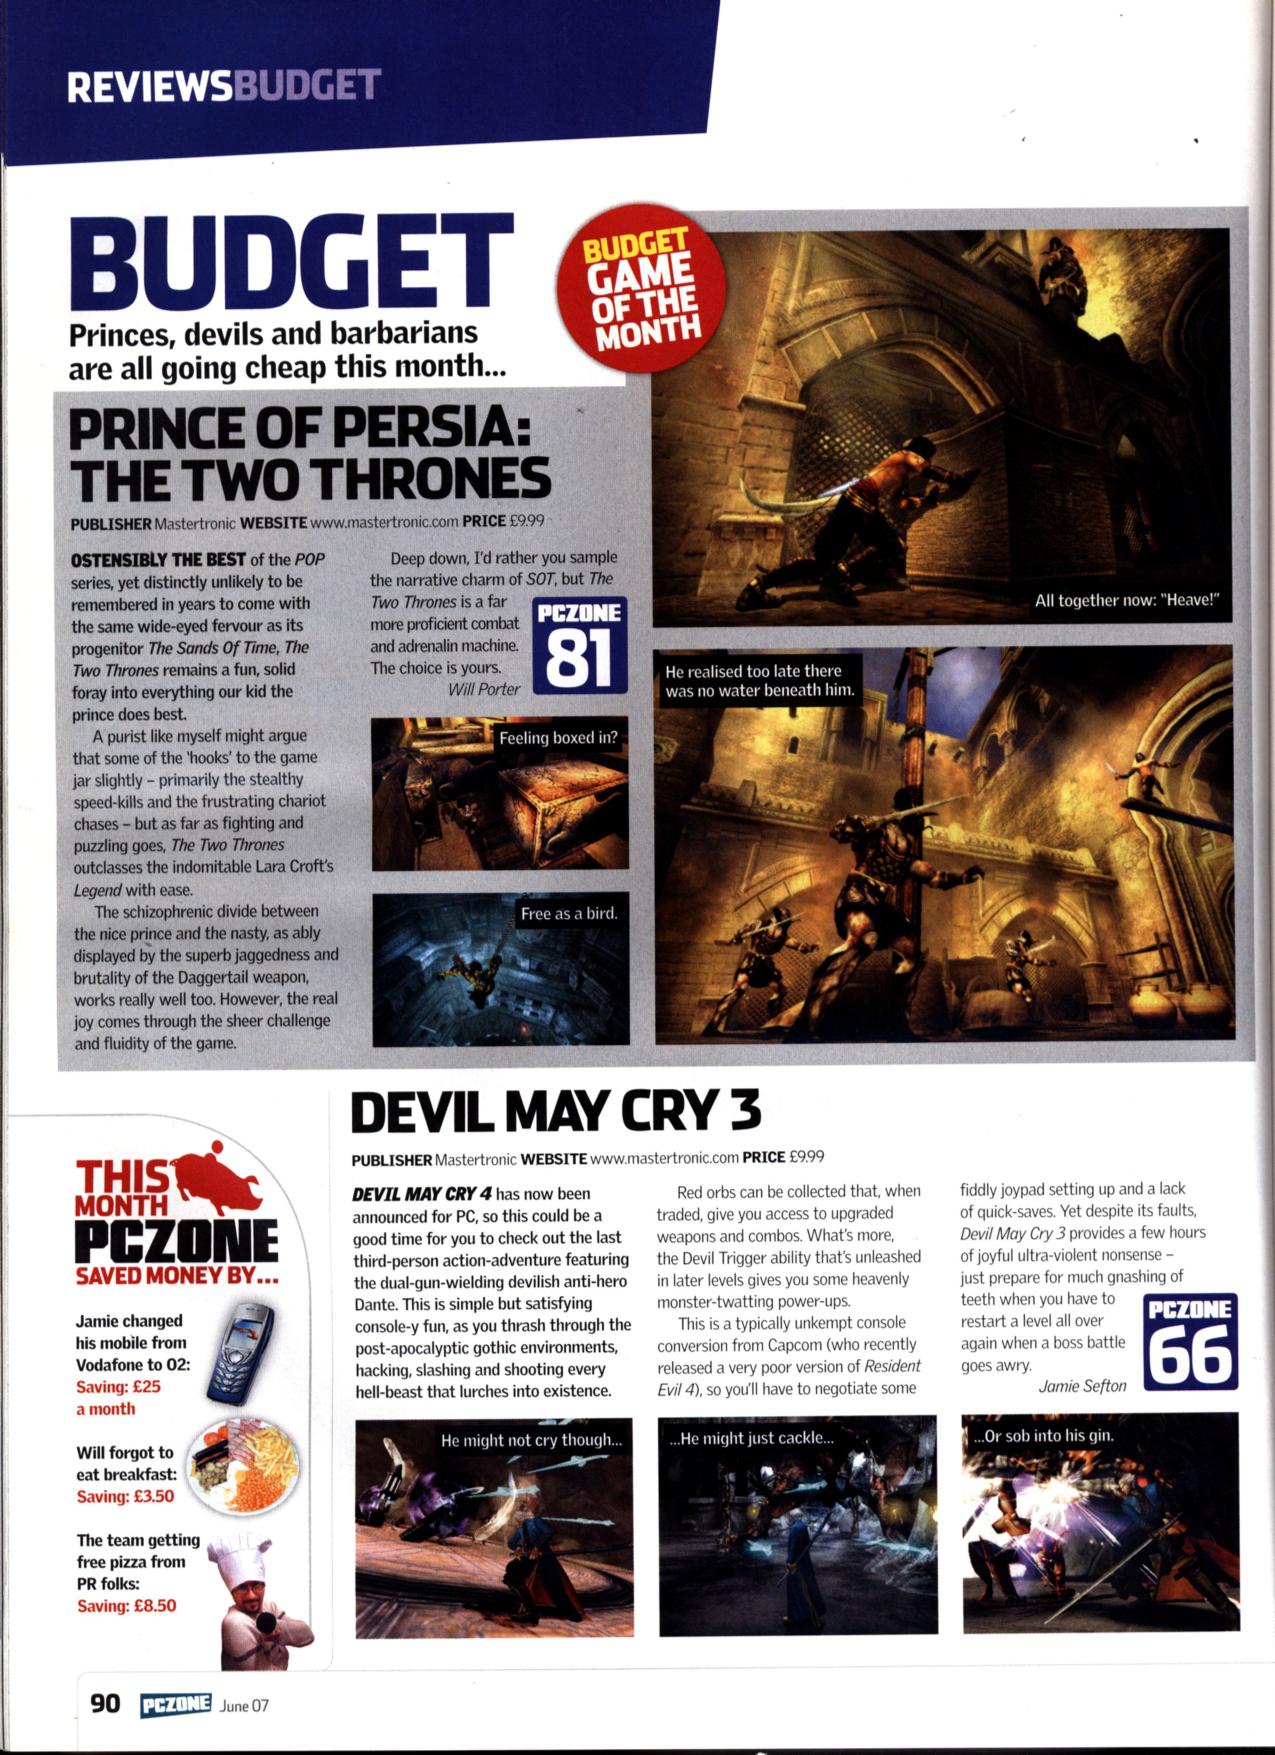 REVIEWSBUDGET
BUDGET
Princes, devils and barbarians
are all going cheap this month...
BUDGET
GAME
OF THE
MONTH
PRINCE OF PERSIA:
THE TWO THRONES
PUBLISHER Mastertronic WEBSITE www.mastertronic.com PRICE £9.99
OSTENSIBLY THE BEST of the POP
series, yet distinctly unlikely to be
remembered in years to come with
the same wide-eyed fervour as its
progenitor The Sands Of Time, The
Two Thrones remains a fun, solid
foray into everything our kid the
prince does best.
A purist like myself might argue
that some of the 'hooks' to the game
jar slightly – primarily the stealthy
speed-kills and the frustrating chariot
chases – but as far as fighting and
puzzling goes, The Two Thrones
outclasses the indomitable Lara Croft's
Legend with ease.
The schizophrenic divide between
the nice prince and the nasty, as ably
displayed by the superb jaggedness and
brutality of the Daggertail weapon,
works really well too. However, the real
joy comes through the sheer challenge
and fluidity of the game.
Deep down, I'd rather you sample
the narrative charm of SOT, but The
Two Thrones is a far
more proficient combat
and adrenalin machine.
The choice is yours.
Will Porter
PCZONE
81
Feeling boxed in?
Free as a bird.
All together now: "Heave!"
He realised too late there
was no water beneath him.
THIS
MONTH
PCZONE
SAVED MONEY BY...
Jamie changed
his mobile from
Vodafone to O2:
Saving: £25
a month
Will forgot to
eat breakfast:
Saving: £3.50
The team getting
free pizza from
PR folks:
Saving: £8.50
DEVIL MAY CRY 3
PUBLISHER Mastertronic WEBSITE www.mastertronic.com PRICE £9.99
DEVIL MAY CRY 4 has now been
announced for PC, so this could be a
good time for you to check out the last
third-person action-adventure featuring
the dual-gun-wielding devilish anti-hero
Dante. This is simple but satisfying
console-y fun, as you thrash through the
post-apocalyptic gothic environments,
hacking, slashing and shooting every
hell-beast that lurches into existence.
Red orbs can be collected that, when
traded, give you access to upgraded
weapons and combos. What's more,
the Devil Trigger ability that's unleashed
in later levels gives you some heavenly
monster-twatting power-ups.
This is a typically unkempt console
conversion from Capcom (who recently
released a very poor version of Resident
Evil 4), so you'll have to negotiate some
fiddly joypad setting up and a lack
of quick-saves. Yet despite its faults,
Devil May Cry 3 provides a few hours
of joyful ultra-violent nonsense –
just prepare for much gnashing of
teeth when you have to
restart a level all over
again when a boss battle
goes awry.
Jamie Sefton
PCZONE
66
He might not cry though...
...He might just cackle...
...Or sob into his gin.
90 PCZONE June 07